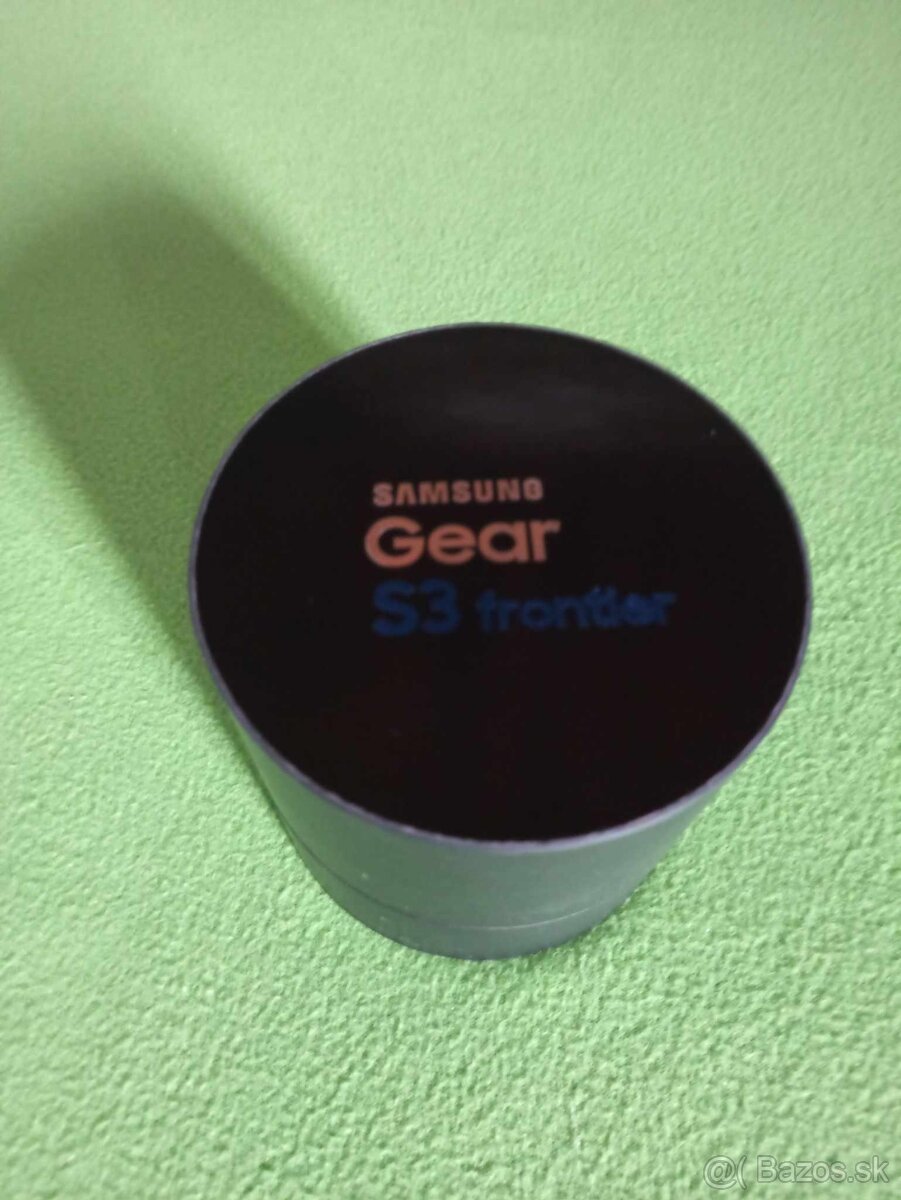 SAMSUNG
Gear
S3 frontier
@( Bazos.sk